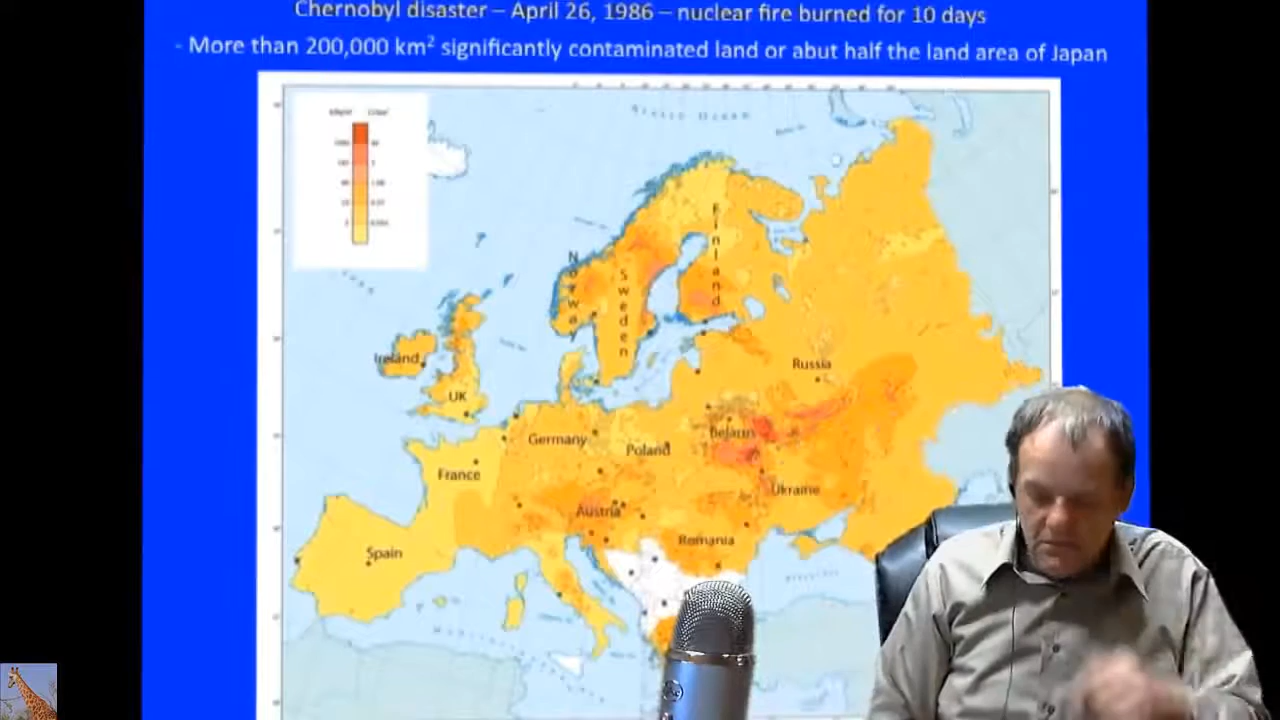 Chernobyl disaster – April 26, 1986 – nuclear fire burned for 10 days
- More than 200,000 km² significantly contaminated land or abut half the land area of Japan
Arctic Ocean
Finland
Norway
Sweden
Ireland
Russia
UK
Belarus
Germany
Poland
France
Ukraine
Austria
Romania
Spain